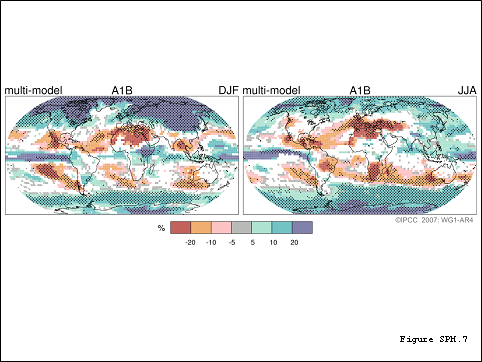 multi-model A1B DJF
multi-model A1B JJA
©IPCC 2007: WG1-AR4
%
-20 -10 -5 5 10 20
Figure SPM.7